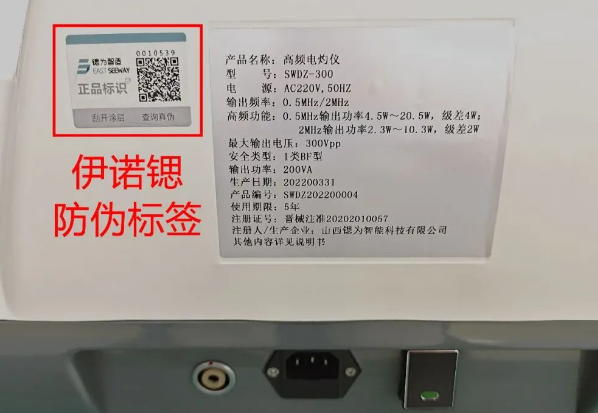 锶为智造
EAST SEEWAY
0010539
正品标识
刮开涂层 查询真伪
伊诺锶
防伪标签
产品名称：高频电灼仪
型 号：SWDZ-300
电 源：AC220V,50HZ
输出频率：0.5MHz/2MHz
高频功能：0.5MHz输出功率4.5W～20.5W，级差4W；
2MHz输出功率2.3W～10.3W，级差2W
最大输出电压：300Vpp
安全类型：1类BF型
输出功率：200VA
生产日期：202200331
产品编号：SWDZ202200004
使用期限：5年
注册证号：晋械注准20202010057
注册人/生产企业：山西锶为智能科技有限公司
其他内容详见说明书